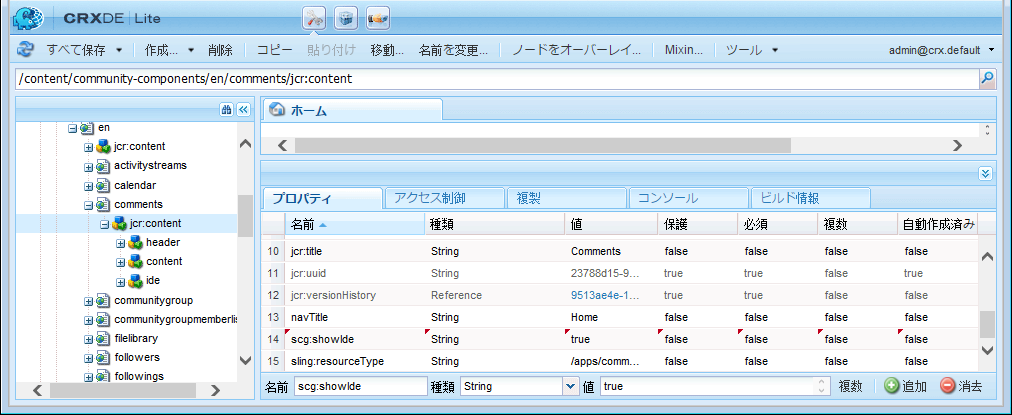 CRXDE | Lite
すべて保存 作成... 削除 コピー 貼り付け 移動... 名前を変更... ノードをオーバーレイ... Mixin... ツール admin@crx.default
/content/community-components/en/comments/jcr:content
ホーム
en
jcr:content
activitystreams
calendar
comments
jcr:content
header
content
ide
communitygroup
communitygroupmemberlis
filelibrary
followers
followings
プロパティ アクセス制御 複製 コンソール ビルド情報
名前 種類 値 保護 必須 複数 自動作成済み
10 jcr:title String Comments false false false false
11 jcr:uuid String 23788d15-9... true true false true
12 jcr:versionHistory Reference 9513ae4e-1... true true false false
13 navTitle String Home false false false false
14 scg:showIde String true false false false false
15 sling:resourceType String /apps/comm... false false false false
名前 scg:showIde 種類 String 値 true 複数 追加 消去